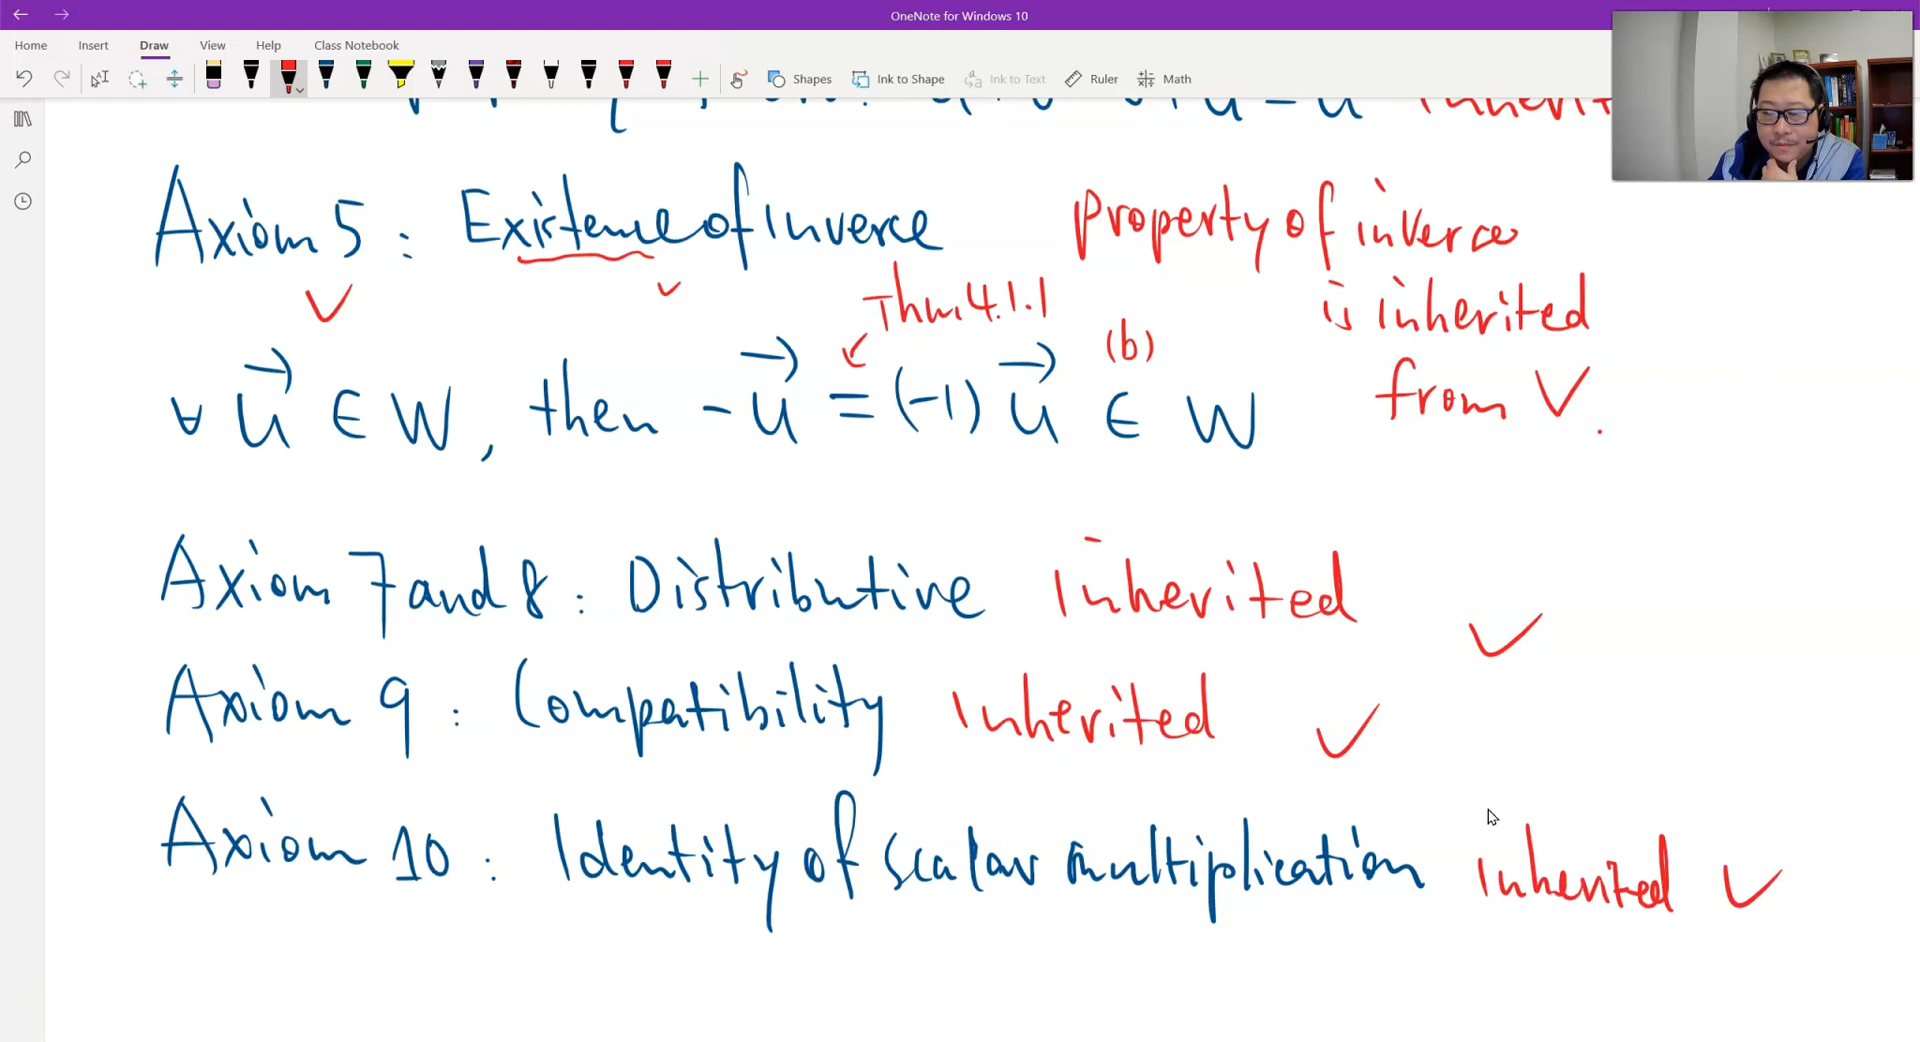 OneNote for Windows 10
Home Insert Draw View Help Class Notebook
Shapes Ink to Shape Ink to Text Ruler Math
Axiom 5 : Existence of Inverse
property of inverse
is inherited
from V.
Thm. 4.1.1
(b)
∀ u⃗ ∈ W, then -u⃗ = (-1) u⃗ ∈ W
Axiom 7 and 8 : Distributive Inherited ✓
Axiom 9 : Compatibility Inherited ✓
Axiom 10 : Identity of scalar multiplication Inherited ✓